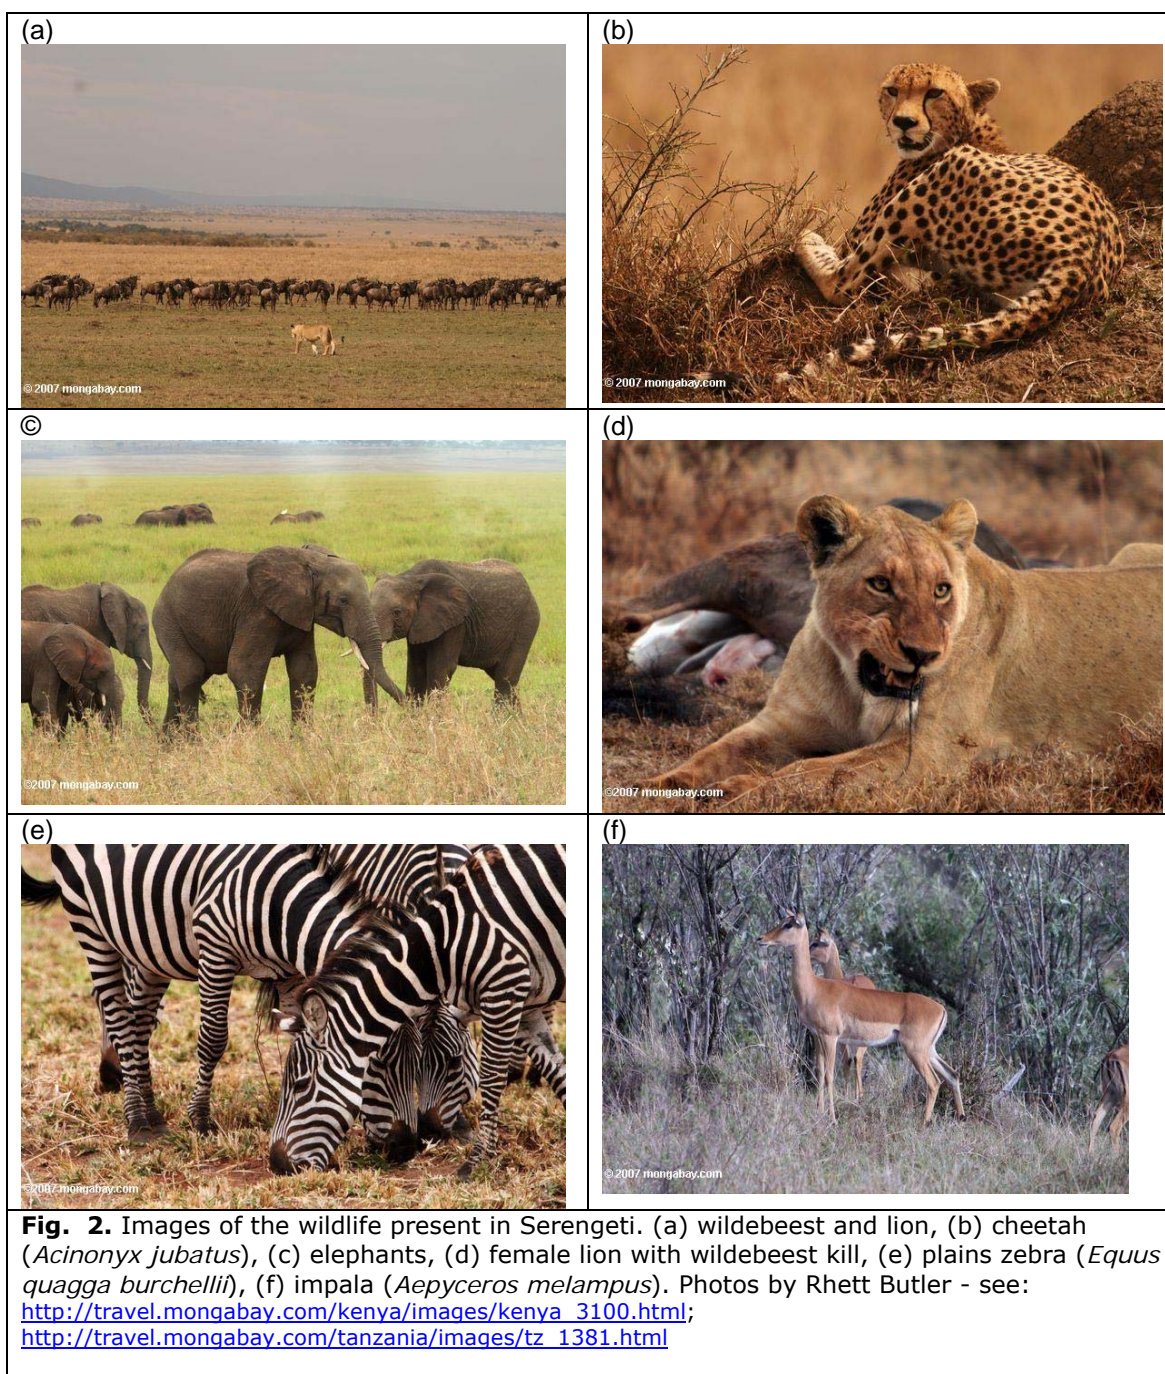 (a)
(b)
© 2007 mongabay.com
© 2007 mongabay.com
©
(d)
©2007 mongabay.com
©2007 mongabay.com
(e)
(f)
©2007 mongabay.com
© 2007 mongabay.com
Fig. 2. Images of the wildlife present in Serengeti. (a) wildebeest and lion, (b) cheetah
(Acinonyx jubatus), (c) elephants, (d) female lion with wildebeest kill, (e) plains zebra (Equus
quagga burchellii), (f) impala (Aepyceros melampus). Photos by Rhett Butler - see:
http://travel.mongabay.com/kenya/images/kenya_3100.html;
http://travel.mongabay.com/tanzania/images/tz_1381.html